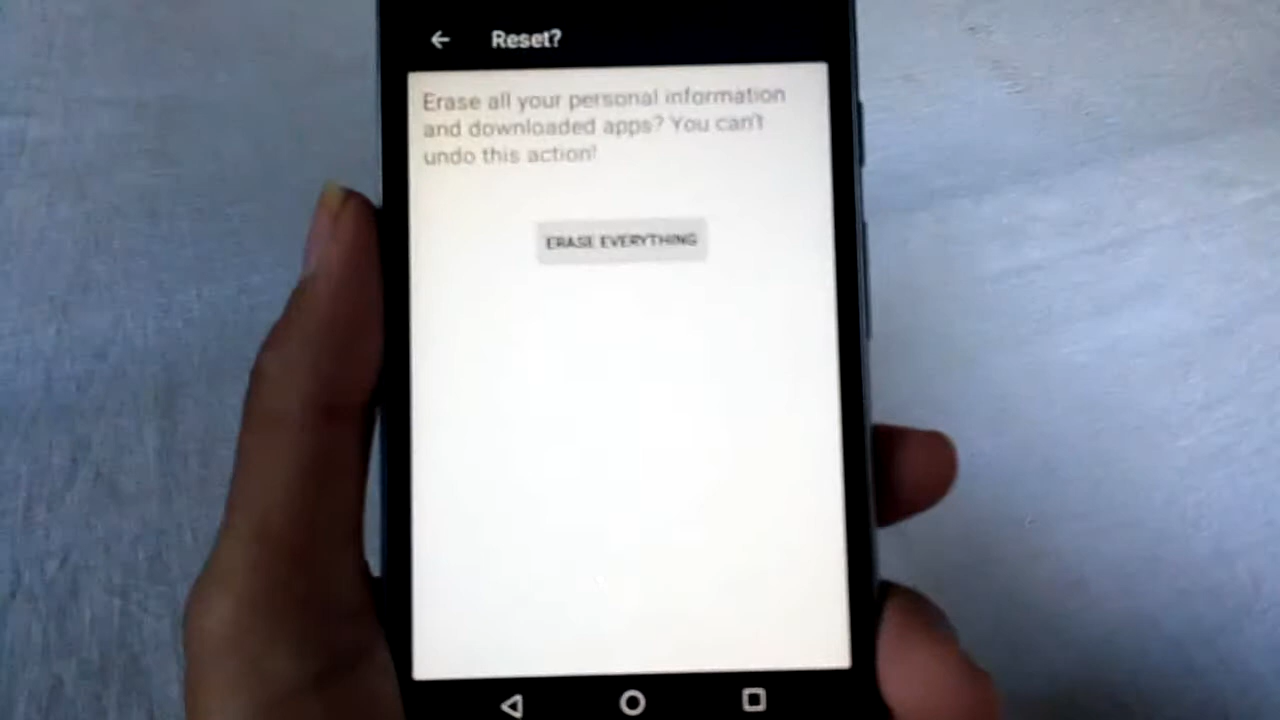 Reset?
Erase all your personal information
and downloaded apps? You can't
undo this action!
ERASE EVERYTHING